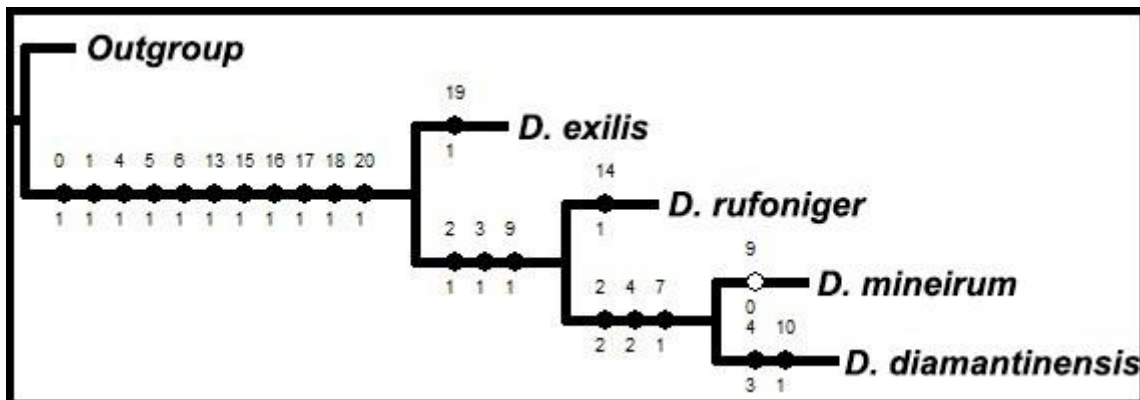 Outgroup
19
D. exilis
1
0 1 4 5 6 13 15 16 17 18 20
14
1 1 1 1 1 1 1 1 1 1 1
D. rufoniger
1
2 3 9
9
1 1 1
2 4 7
D. mineirum
0
2 2 1
4 10
D. diamantinensis
3 1